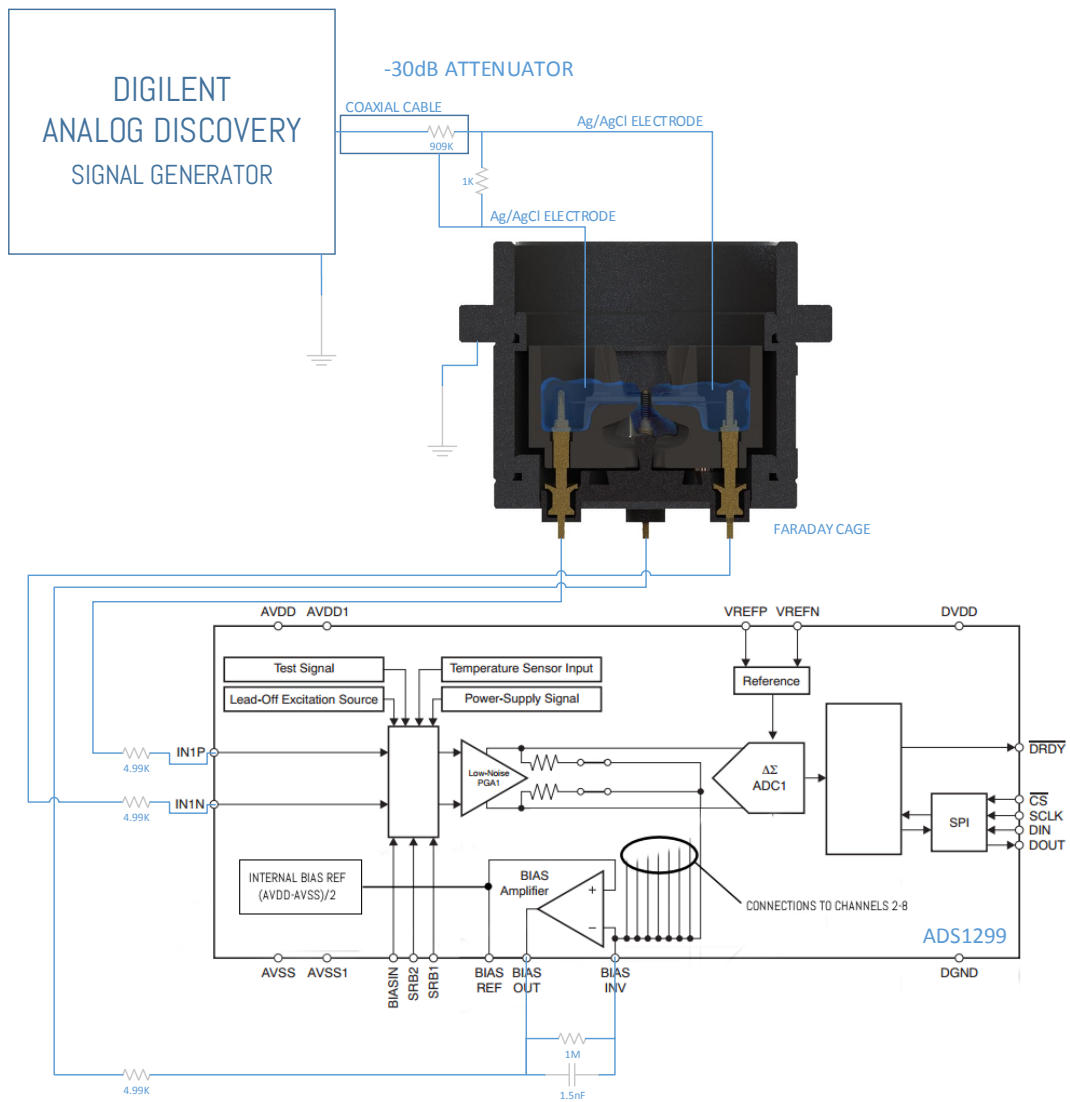 DIGILENT
ANALOG DISCOVERY
SIGNAL GENERATOR
-30dB ATTENUATOR
COAXIAL CABLE
909K
1K
Ag/AgCl ELECTRODE
Ag/AgCl ELECTRODE
FARADAY CAGE
AVDD AVDD1
VREFP VREFN
DVDD
Test Signal
Temperature Sensor Input
Lead-Off Excitation Source
Power-Supply Signal
Reference
4.99K
IN1P
4.99K
IN1N
Low-Noise
PGA1
ΔΣ
ADC1
SPI
DRDY
CS
SCLK
DIN
DOUT
INTERNAL BIAS REF
(AVDD-AVSS)/2
BIAS
Amplifier
+
−
CONNECTIONS TO CHANNELS 2-8
ADS1299
AVSS AVSS1
BIASIN
SRB2
SRB1
BIAS
REF
BIAS
OUT
BIAS
INV
DGND
1M
1.5nF
4.99K